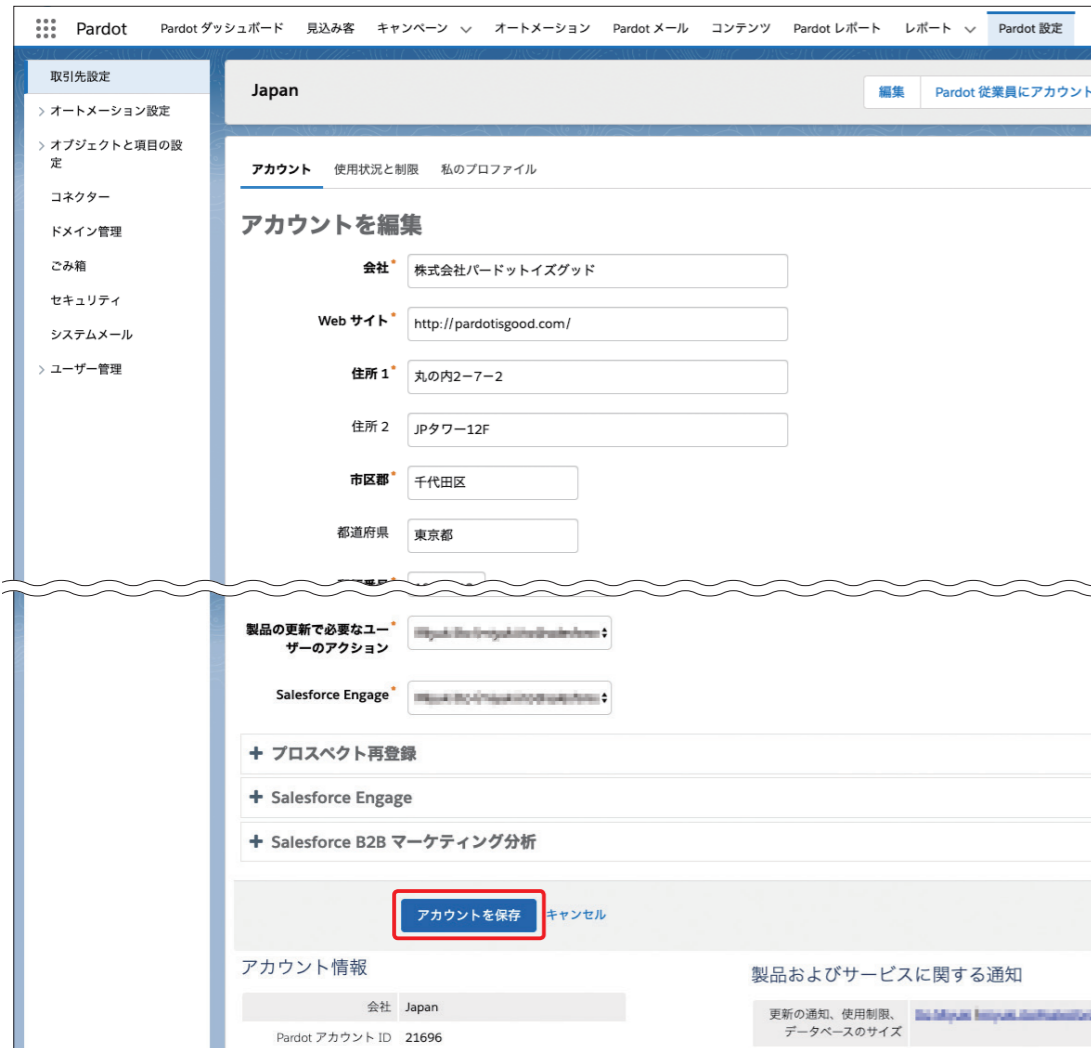 Pardot Pardot ダッシュボード 見込み客 キャンペーン オートメーション Pardot メール コンテンツ Pardot レポート レポート Pardot 設定
取引先設定
オートメーション設定
オブジェクトと項目の設
定
コネクター
ドメイン管理
ごみ箱
セキュリティ
システムメール
ユーザー管理
Japan
編集 Pardot 従業員にアカウント
アカウント 使用状況と制限 私のプロファイル
アカウントを編集
会社* 株式会社パードットイズグッド
Web サイト* http://pardotisgood.com/
住所 1* 丸の内2−7−2
住所 2 JPタワー12F
市区郡* 千代田区
都道府県 東京都
製品の更新で必要なユー*
ザーのアクション
Salesforce Engage*
+ プロスペクト再登録
+ Salesforce Engage
+ Salesforce B2B マーケティング分析
アカウントを保存 キャンセル
アカウント情報
会社 Japan
Pardot アカウント ID 21696
製品およびサービスに関する通知
更新の通知、使用制限、
データベースのサイズ